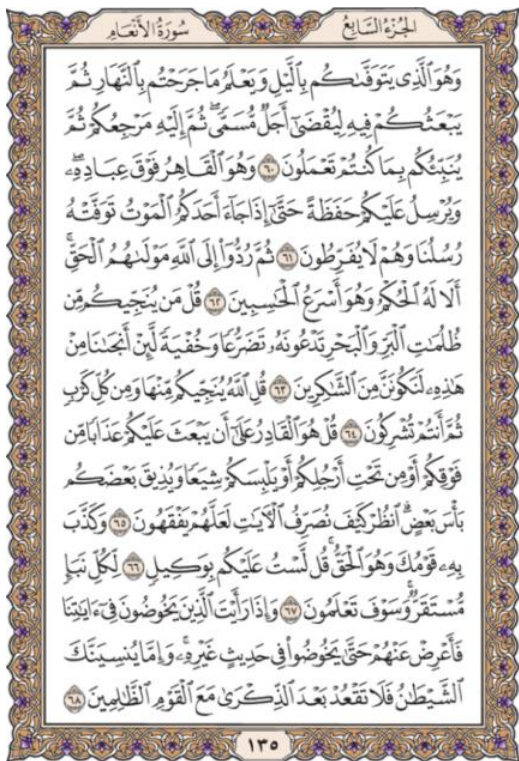 سُورَةُ الأَنْعَامِ
الجُزْءُ السَّابِعُ
وَهُوَ ٱلَّذِى يَتَوَفَّىٰكُم بِٱلَّيْلِ وَيَعْلَمُ مَا جَرَحْتُم بِٱلنَّهَارِ ثُمَّ
يَبْعَثُكُمْ فِيهِ لِيُقْضَىٰٓ أَجَلٌ مُّسَمًّى ۖ ثُمَّ إِلَيْهِ مَرْجِعُكُمْ ثُمَّ
يُنَبِّئُكُم بِمَا كُنتُمْ تَعْمَلُونَ ٦٠ وَهُوَ ٱلْقَاهِرُ فَوْقَ عِبَادِهِۦ ۖ
وَيُرْسِلُ عَلَيْكُمْ حَفَظَةً حَتَّىٰٓ إِذَا جَآءَ أَحَدَكُمُ ٱلْمَوْتُ تَوَفَّتْهُ
رُسُلُنَا وَهُمْ لَا يُفَرِّطُونَ ٦١ ثُمَّ رُدُّوٓا۟ إِلَى ٱللَّهِ مَوْلَىٰهُمُ ٱلْحَقِّ ۚ
أَلَا لَهُ ٱلْحُكْمُ وَهُوَ أَسْرَعُ ٱلْحَـٰسِبِينَ ٦٢ قُلْ مَن يُنَجِّيكُم مِّن
ظُلُمَـٰتِ ٱلْبَرِّ وَٱلْبَحْرِ تَدْعُونَهُۥ تَضَرُّعًا وَخُفْيَةً لَّئِنْ أَنجَىٰنَا مِنْ
هَـٰذِهِۦ لَنَكُونَنَّ مِنَ ٱلشَّـٰكِرِينَ ٦٣ قُلِ ٱللَّهُ يُنَجِّيكُم مِّنْهَا وَمِن كُلِّ كَرْبٍ
ثُمَّ أَنتُمْ تُشْرِكُونَ ٦٤ قُلْ هُوَ ٱلْقَادِرُ عَلَىٰٓ أَن يَبْعَثَ عَلَيْكُمْ عَذَابًا مِّن
فَوْقِكُمْ أَوْ مِن تَحْتِ أَرْجُلِكُمْ أَوْ يَلْبِسَكُمْ شِيَعًا وَيُذِيقَ بَعْضَكُم
بَأْسَ بَعْضٍ ۗ ٱنظُرْ كَيْفَ نُصَرِّفُ ٱلْـَٔايَـٰتِ لَعَلَّهُمْ يَفْقَهُونَ ٦٥ وَكَذَّبَ
بِهِۦ قَوْمُكَ وَهُوَ ٱلْحَقُّ ۚ قُل لَّسْتُ عَلَيْكُم بِوَكِيلٍ ٦٦ لِّكُلِّ نَبَإٍ
مُّسْتَقَرٌّ ۚ وَسَوْفَ تَعْلَمُونَ ٦٧ وَإِذَا رَأَيْتَ ٱلَّذِينَ يَخُوضُونَ فِىٓ ءَايَـٰتِنَا
فَأَعْرِضْ عَنْهُمْ حَتَّىٰ يَخُوضُوا۟ فِى حَدِيثٍ غَيْرِهِۦ ۚ وَإِمَّا يُنسِيَنَّكَ
ٱلشَّيْطَـٰنُ فَلَا تَقْعُدْ بَعْدَ ٱلذِّكْرَىٰ مَعَ ٱلْقَوْمِ ٱلظَّـٰلِمِينَ ٦٨
١٣٥